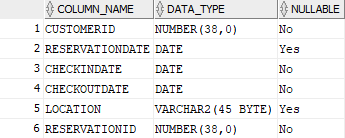 COLUMN_NAME DATA_TYPE NULLABLE
1 CUSTOMERID NUMBER(38,0) No
2 RESERVATIONDATE DATE Yes
3 CHECKINDATE DATE No
4 CHECKOUTDATE DATE No
5 LOCATION VARCHAR2(45 BYTE) Yes
6 RESERVATIONID NUMBER(38,0) No